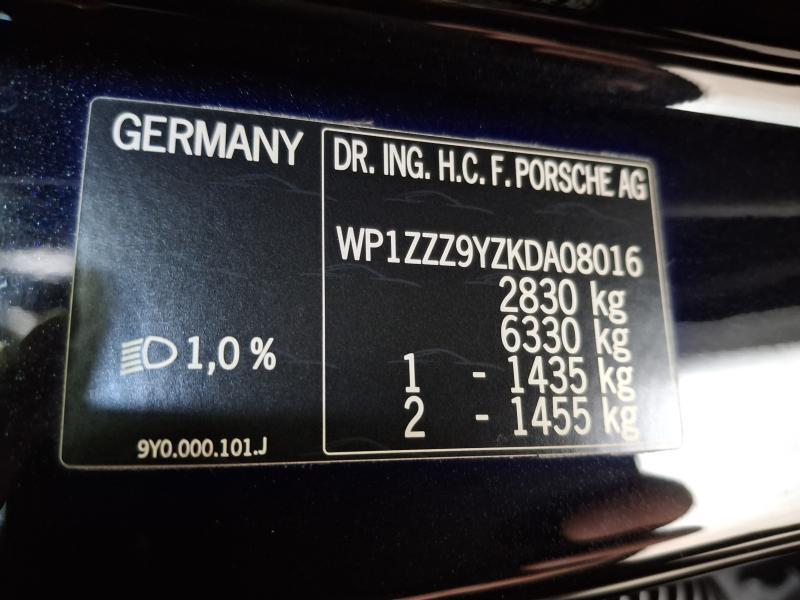 GERMANY
DR. ING. H.C. F. PORSCHE AG
WP1ZZZ9YZKDA08016
2830 kg
6330 kg
1 - 1435 kg
2 - 1455 kg
1,0 %
9Y0.000.101.J